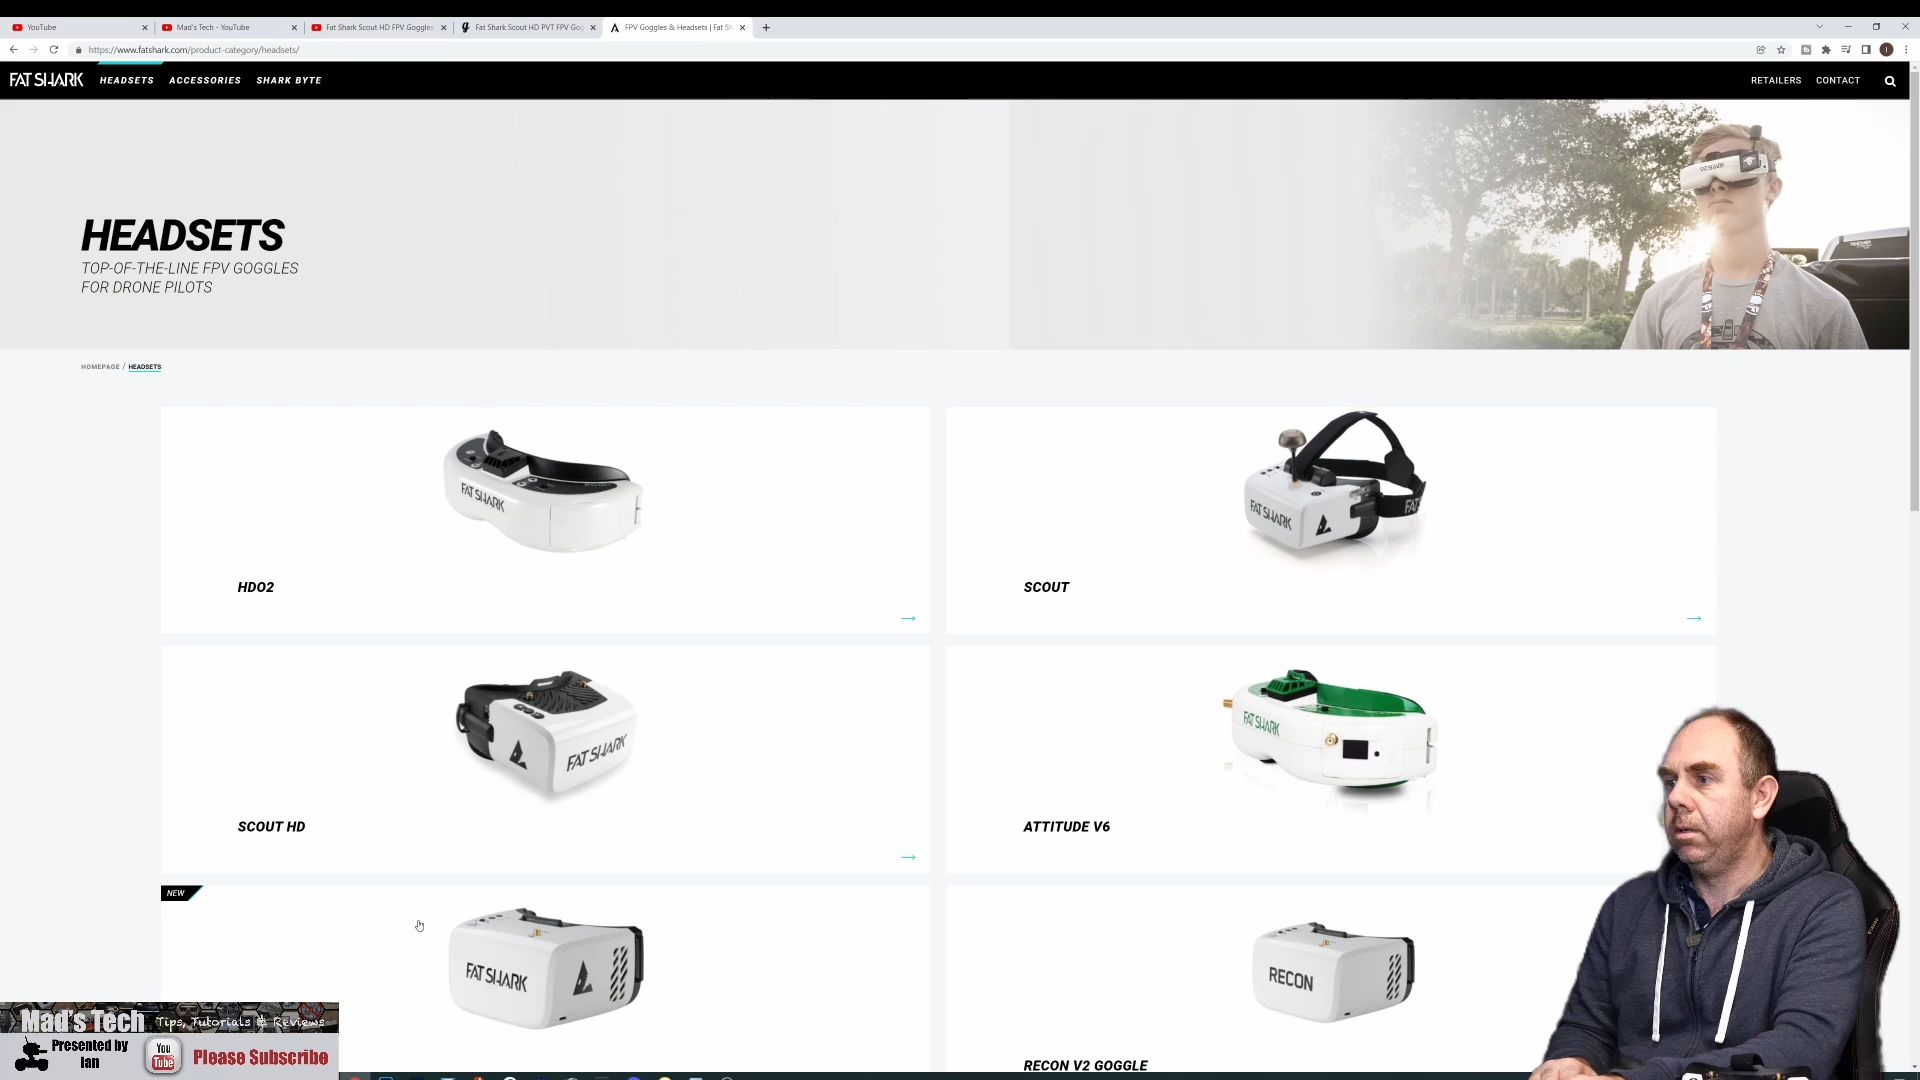 YouTube
Mad's Tech - YouTube
Fat Shark Scout HD FPV Goggles
Fat Shark Scout HD PVT FPV Gog
FPV Goggles & Headsets | Fat Sh
https://www.fatshark.com/product-category/headsets/
FAT SHARK
HEADSETS
ACCESSORIES
SHARK BYTE
RETAILERS
CONTACT
HEADSETS
TOP-OF-THE-LINE FPV GOGGLES
FOR DRONE PILOTS
FAT SHARK
HOMEPAGE / HEADSETS
FAT SHARK
HDO2
FAT SHARK
SCOUT
FAT SHARK
SCOUT HD
FAT SHARK
ATTITUDE V6
NEW
FAT SHARK
RECON
RECON V2 GOGGLE
Mad's Tech
Tips, Tutorials & Reviews
Presented by
Ian
You
Tube
Please Subscribe